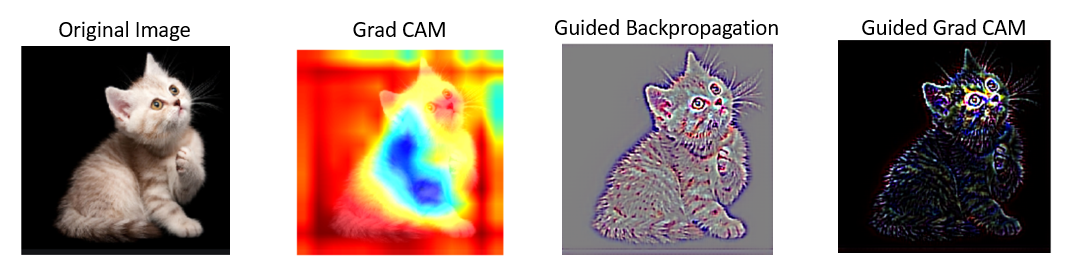 Original Image
Grad CAM
Guided Backpropagation
Guided Grad CAM